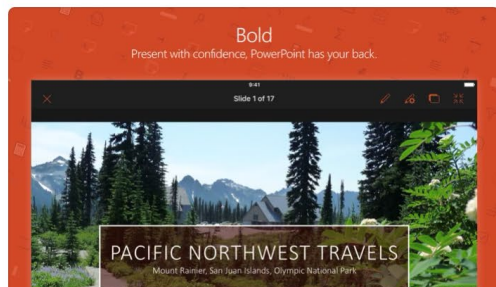 Bold
Present with confidence, PowerPoint has your back.
9:41
Slide 1 of 17
PACIFIC NORTHWEST TRAVELS
Mount Rainier, San Juan Islands, Olympic National Park